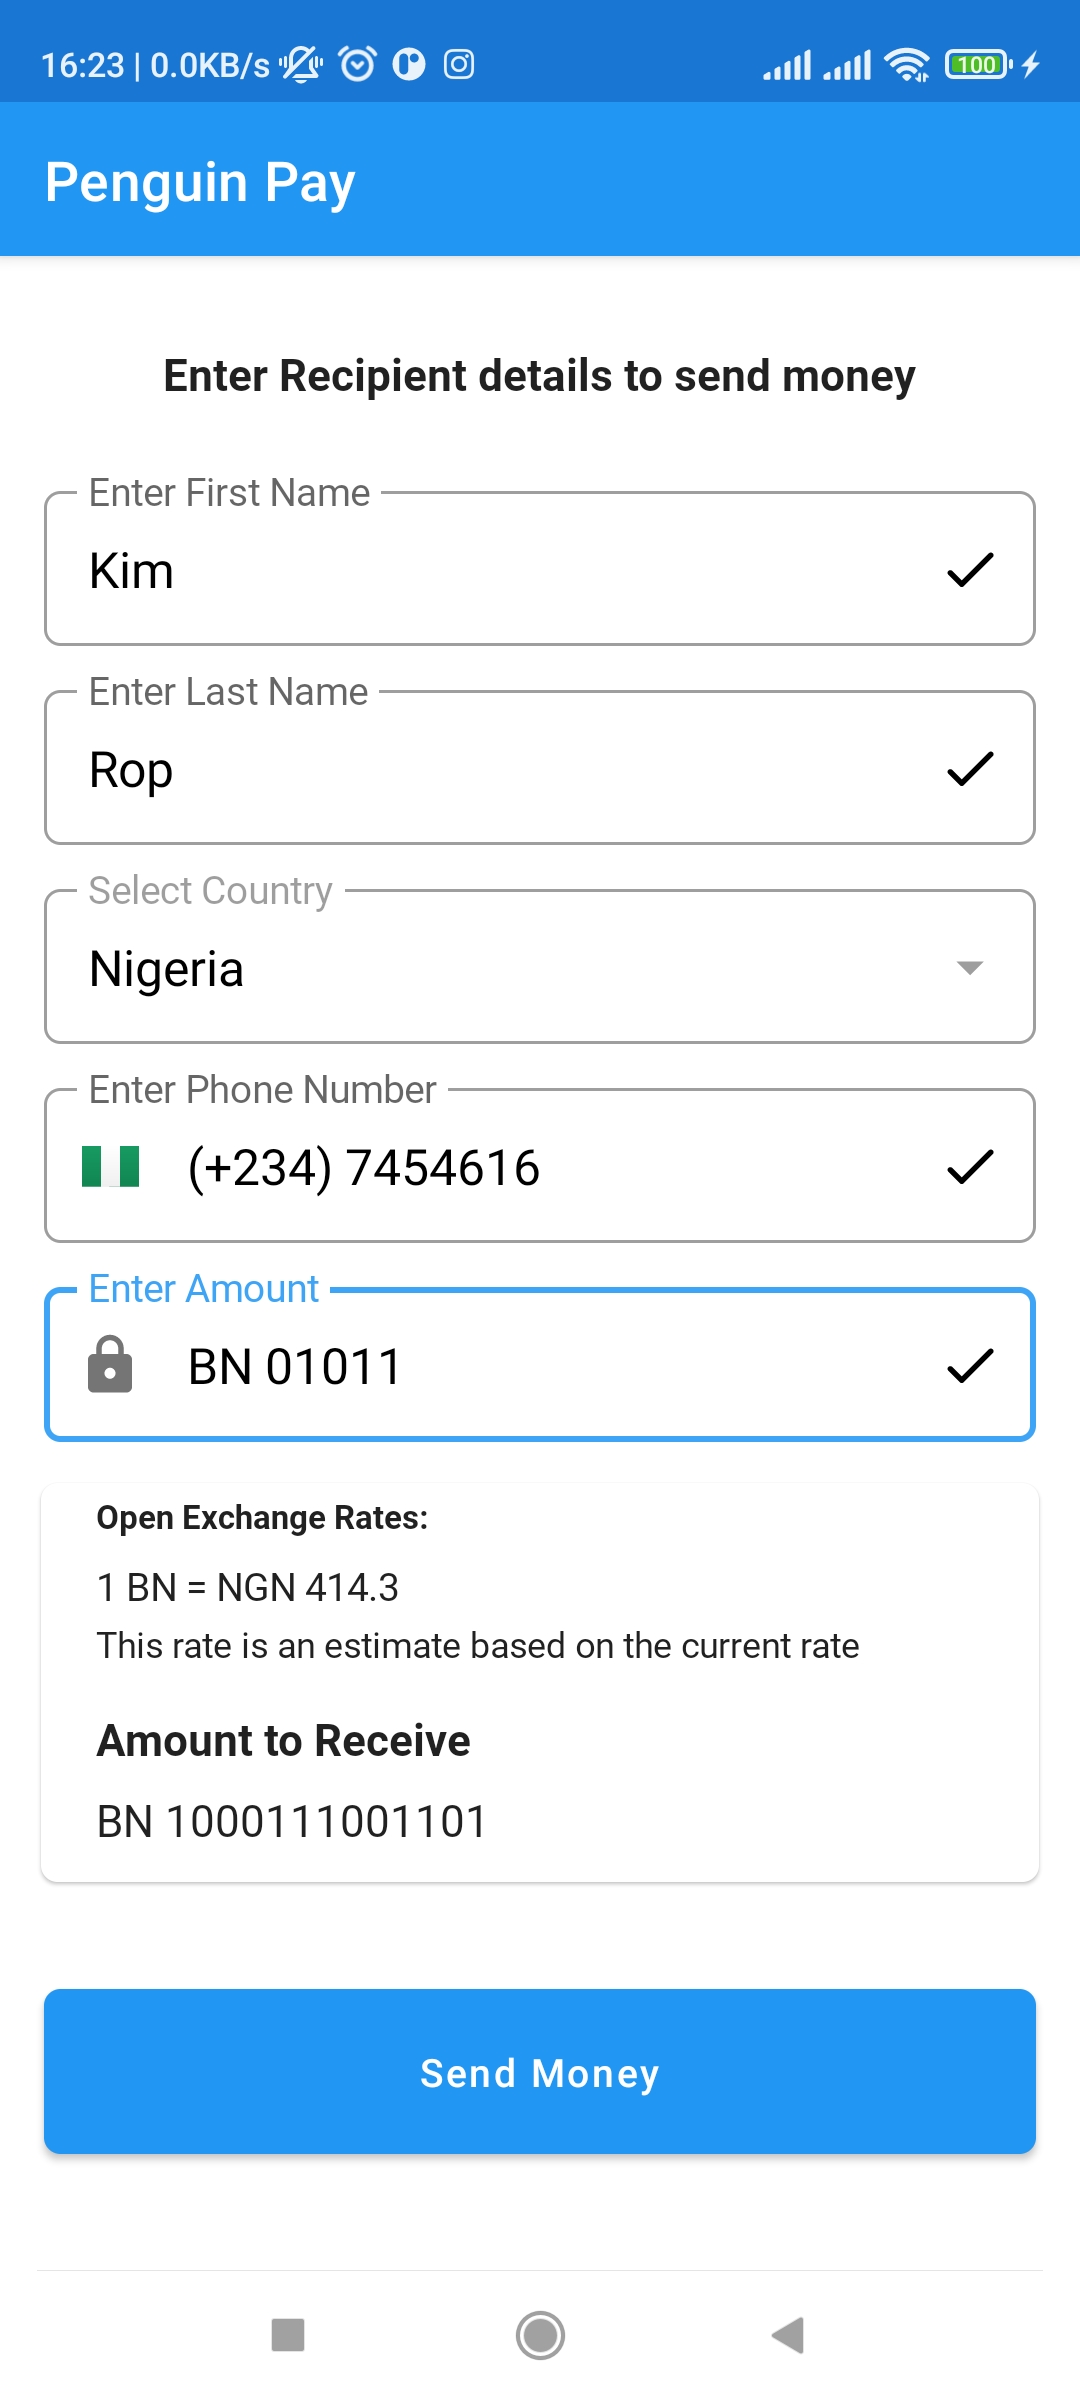 16:23 | 0.0KB/s
100
Penguin Pay
Enter Recipient details to send money
Enter First Name
Kim
Enter Last Name
Rop
Select Country
Nigeria
Enter Phone Number
(+234) 7454616
Enter Amount
BN 01011
Open Exchange Rates:
1 BN = NGN 414.3
This rate is an estimate based on the current rate
Amount to Receive
BN 1000111001101
Send Money